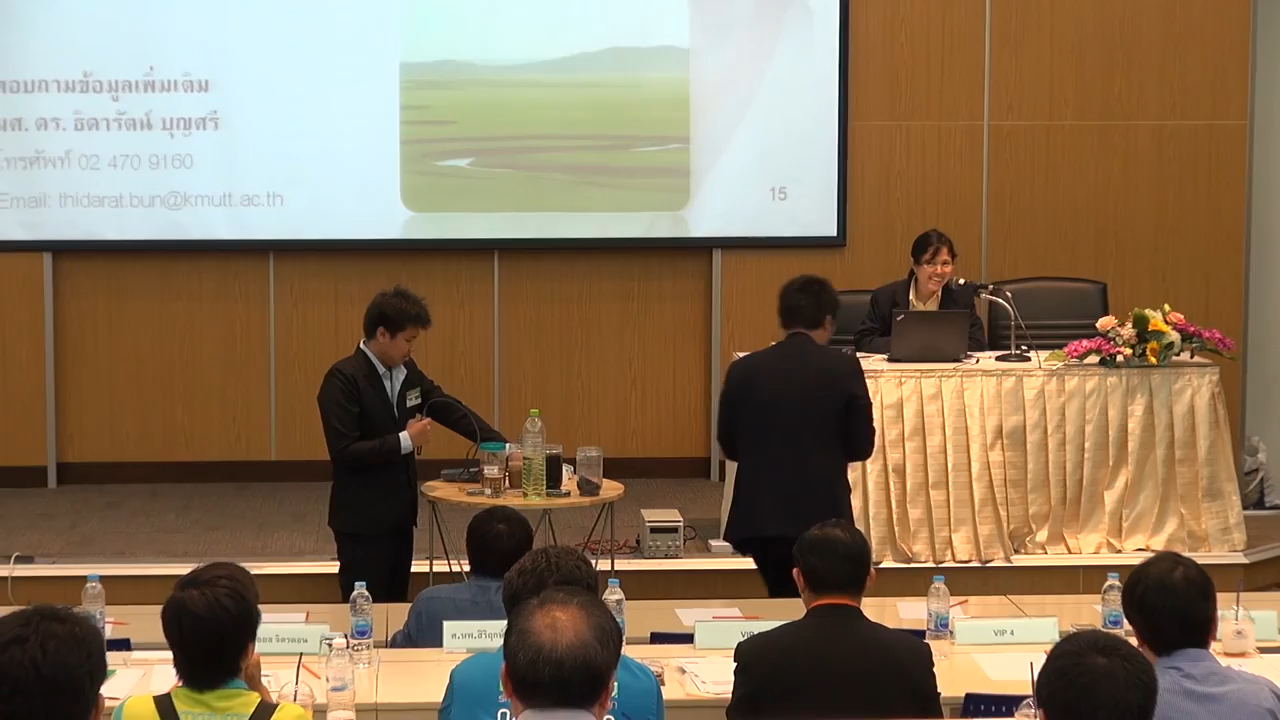 สอบถามข้อมูลเพิ่มเติม
ผศ. ดร. ธิดารัตน์ บุญศรี
โทรศัพท์ 02 470 9160
Email: thidarat.bun@kmutt.ac.th
15
VIP 4